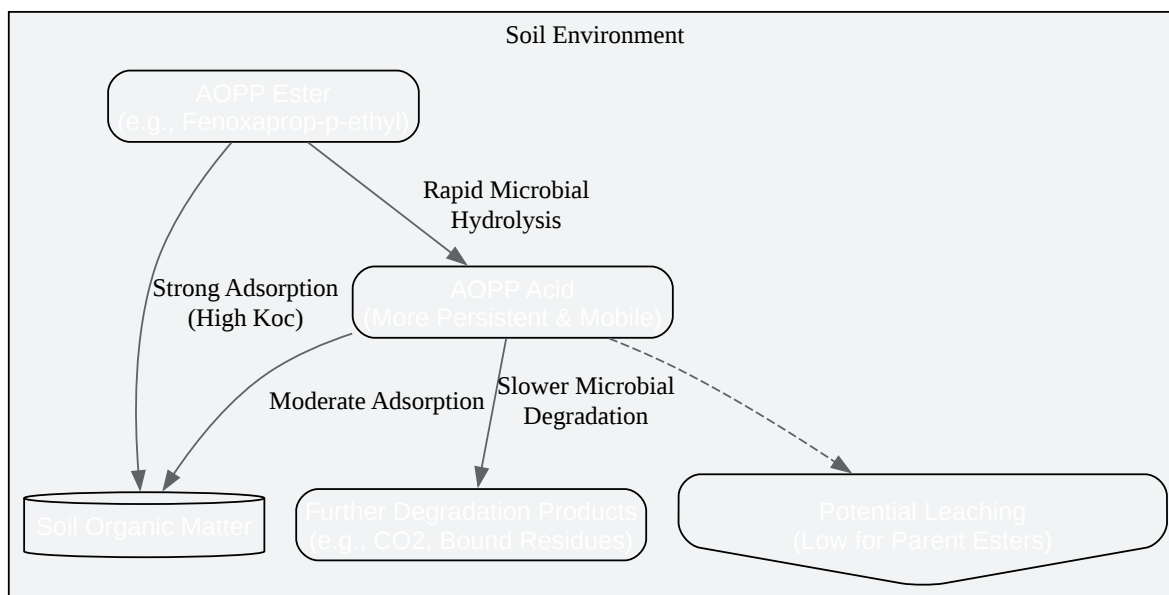 Soil Environment
AOPP Ester
(e.g., Fenoxaprop-p-ethyl)
Rapid Microbial
Hydrolysis
Strong Adsorption
(High Koc)
AOPP Acid
(More Persistent & Mobile)
Moderate Adsorption
Slower Microbial
Degradation
Soil Organic Matter
Further Degradation Products
(e.g., CO2, Bound Residues)
Potential Leaching
(Low for Parent Esters)